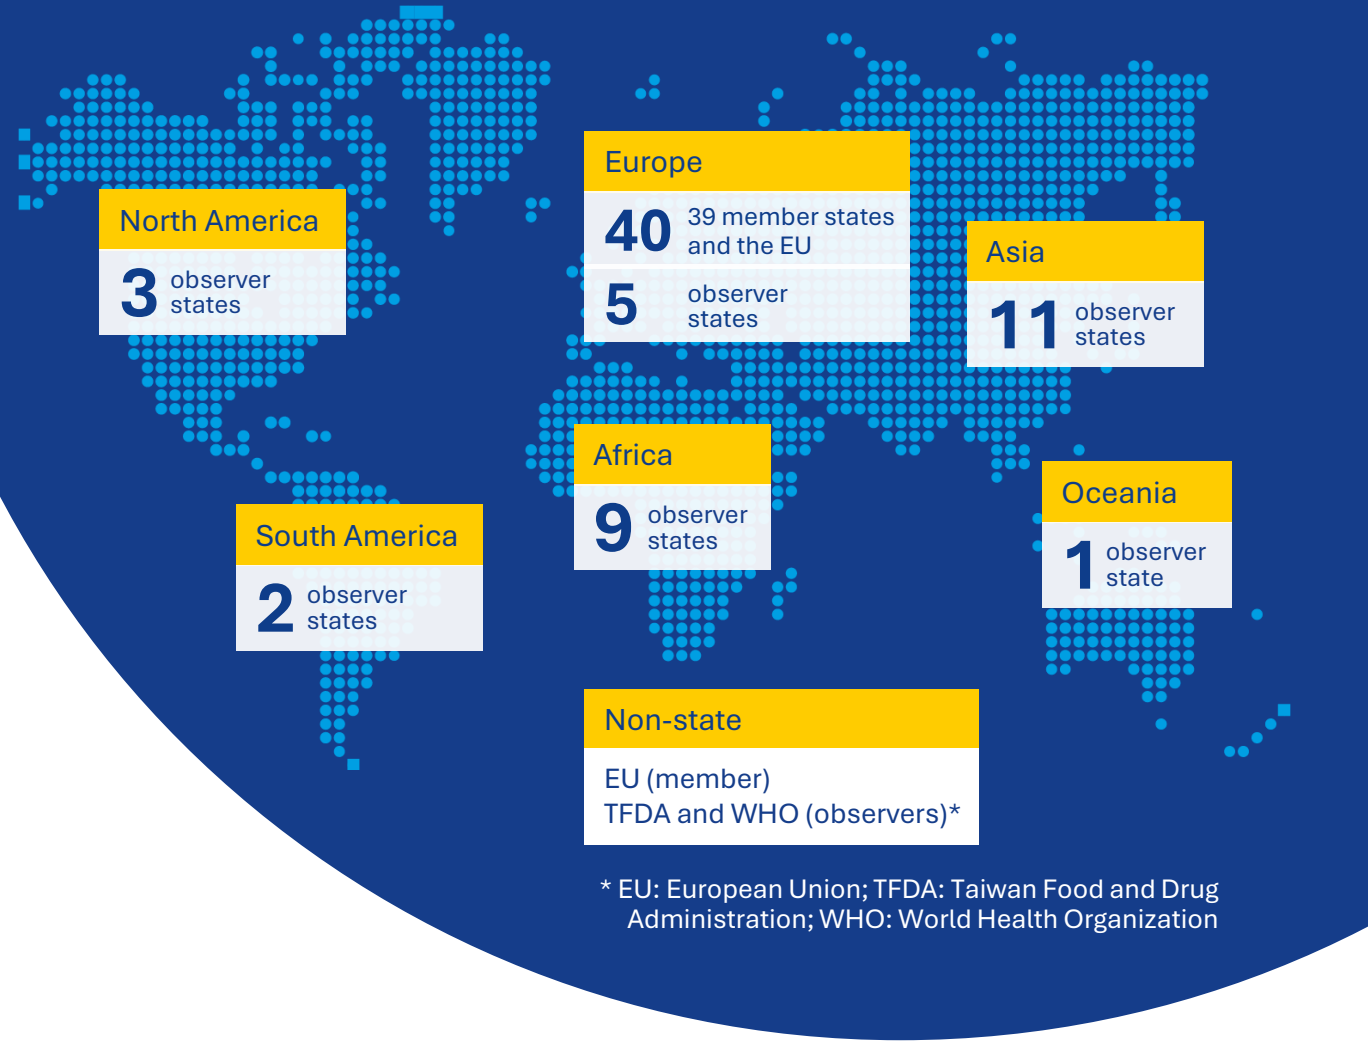 North America
3 observer
states
Europe
40 39 member states
and the EU
5 observer
states
Asia
11 observer
states
South America
2 observer
states
Africa
9 observer
states
Oceania
1 observer
state
Non-state
EU (member)
TFDA and WHO (observers)*
* EU: European Union; TFDA: Taiwan Food and Drug
Administration; WHO: World Health Organization